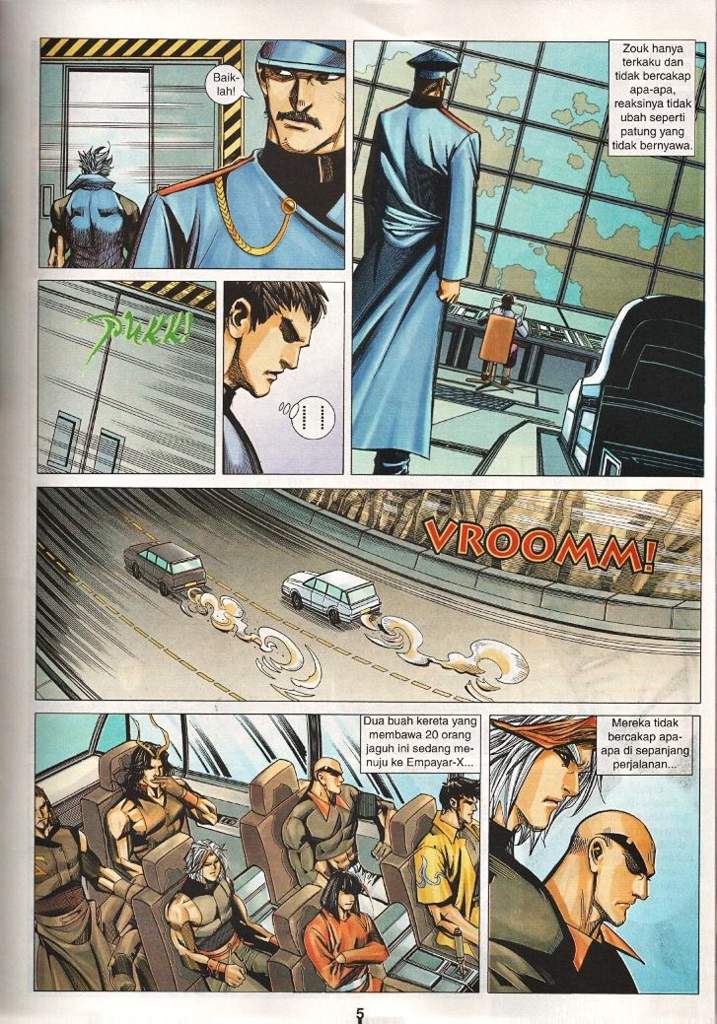 Baik-
lah!
Zouk hanya
terkaku dan
tidak bercakap
apa-apa,
reaksinya tidak
ubah seperti
patung yang
tidak bernyawa.
PUKK!
VROOMM!
Dua buah kereta yang
membawa 20 orang
jaguh ini sedang me-
nuju ke Empayar-X...
Mereka tidak
bercakap apa-
apa di sepanjang
perjalanan...
5